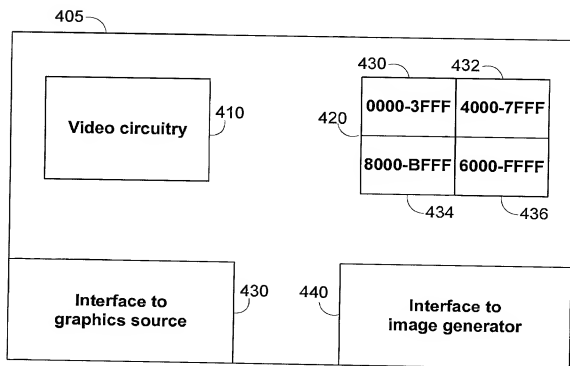 405
430
432
Video circuitry
410
420
0000-3FFF
4000-7FFF
8000-BFFF
6000-FFFF
434
436
Interface to
graphics source
430
440
Interface to
image generator